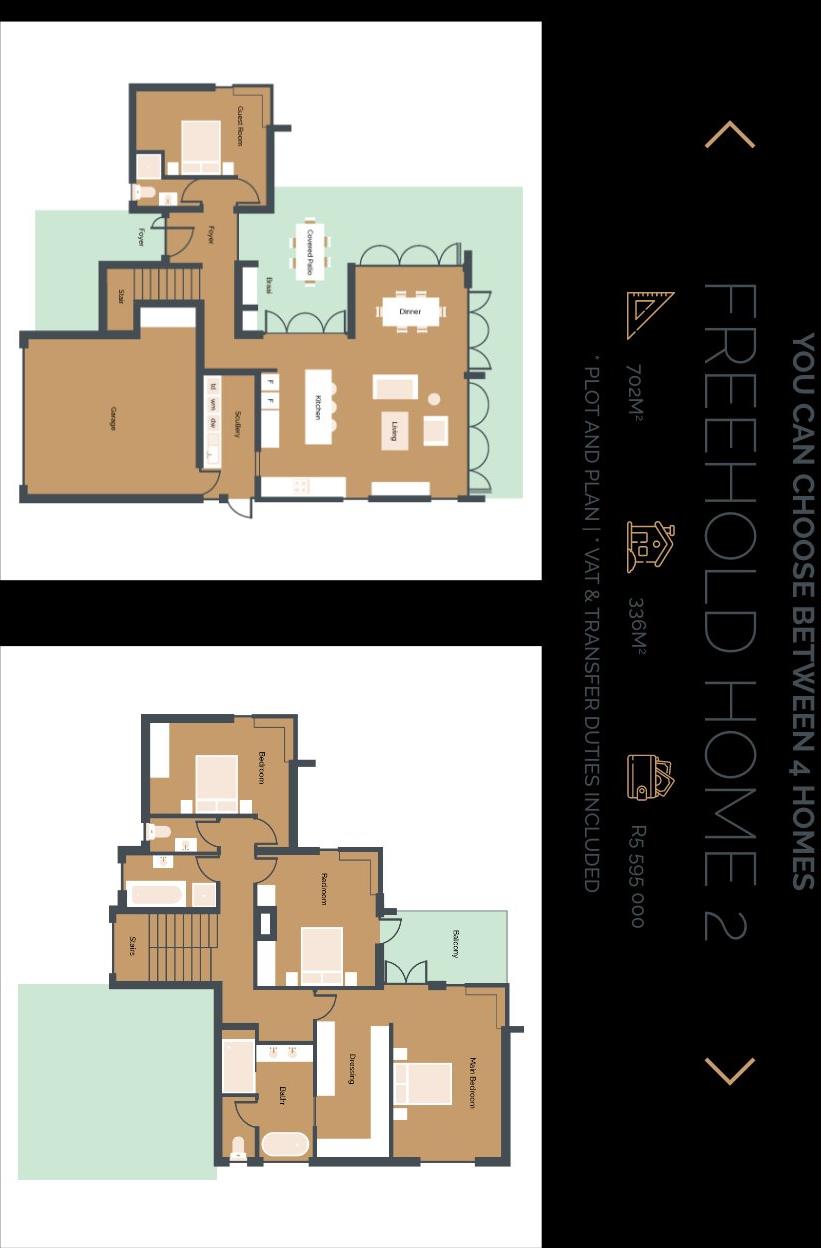 YOU CAN CHOOSE BETWEEN 4 HOMES
FREEHOLD HOME 2
702M²
336M²
R5 595 000
* PLOT AND PLAN | * VAT & TRANSFER DUTIES INCLUDED
Guest Room
Covered Patio
Braai
Foyer
Foyer
Stair
Dinner
Living
Kitchen
F
F
Scullery
td
wm
dw
Garage
Bedroom
Bedroom
Balcony
Stairs
Main Bedroom
Dressing
Bathr